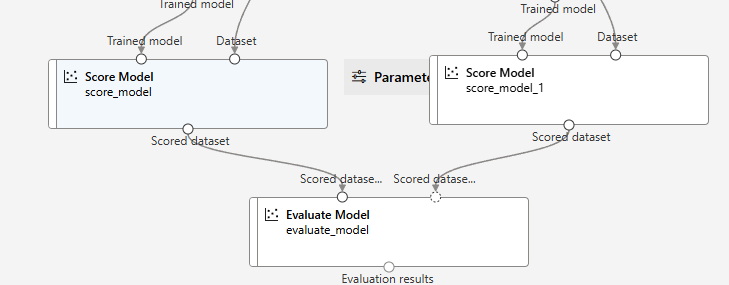 Trained model
Trained model
Trained model
Dataset
Trained model
Dataset
Score Model
score_model
Score Model
score_model_1
Scored dataset
Scored dataset
Scored datase...
Scored datase...
Evaluate Model
evaluate_model
Evaluation results